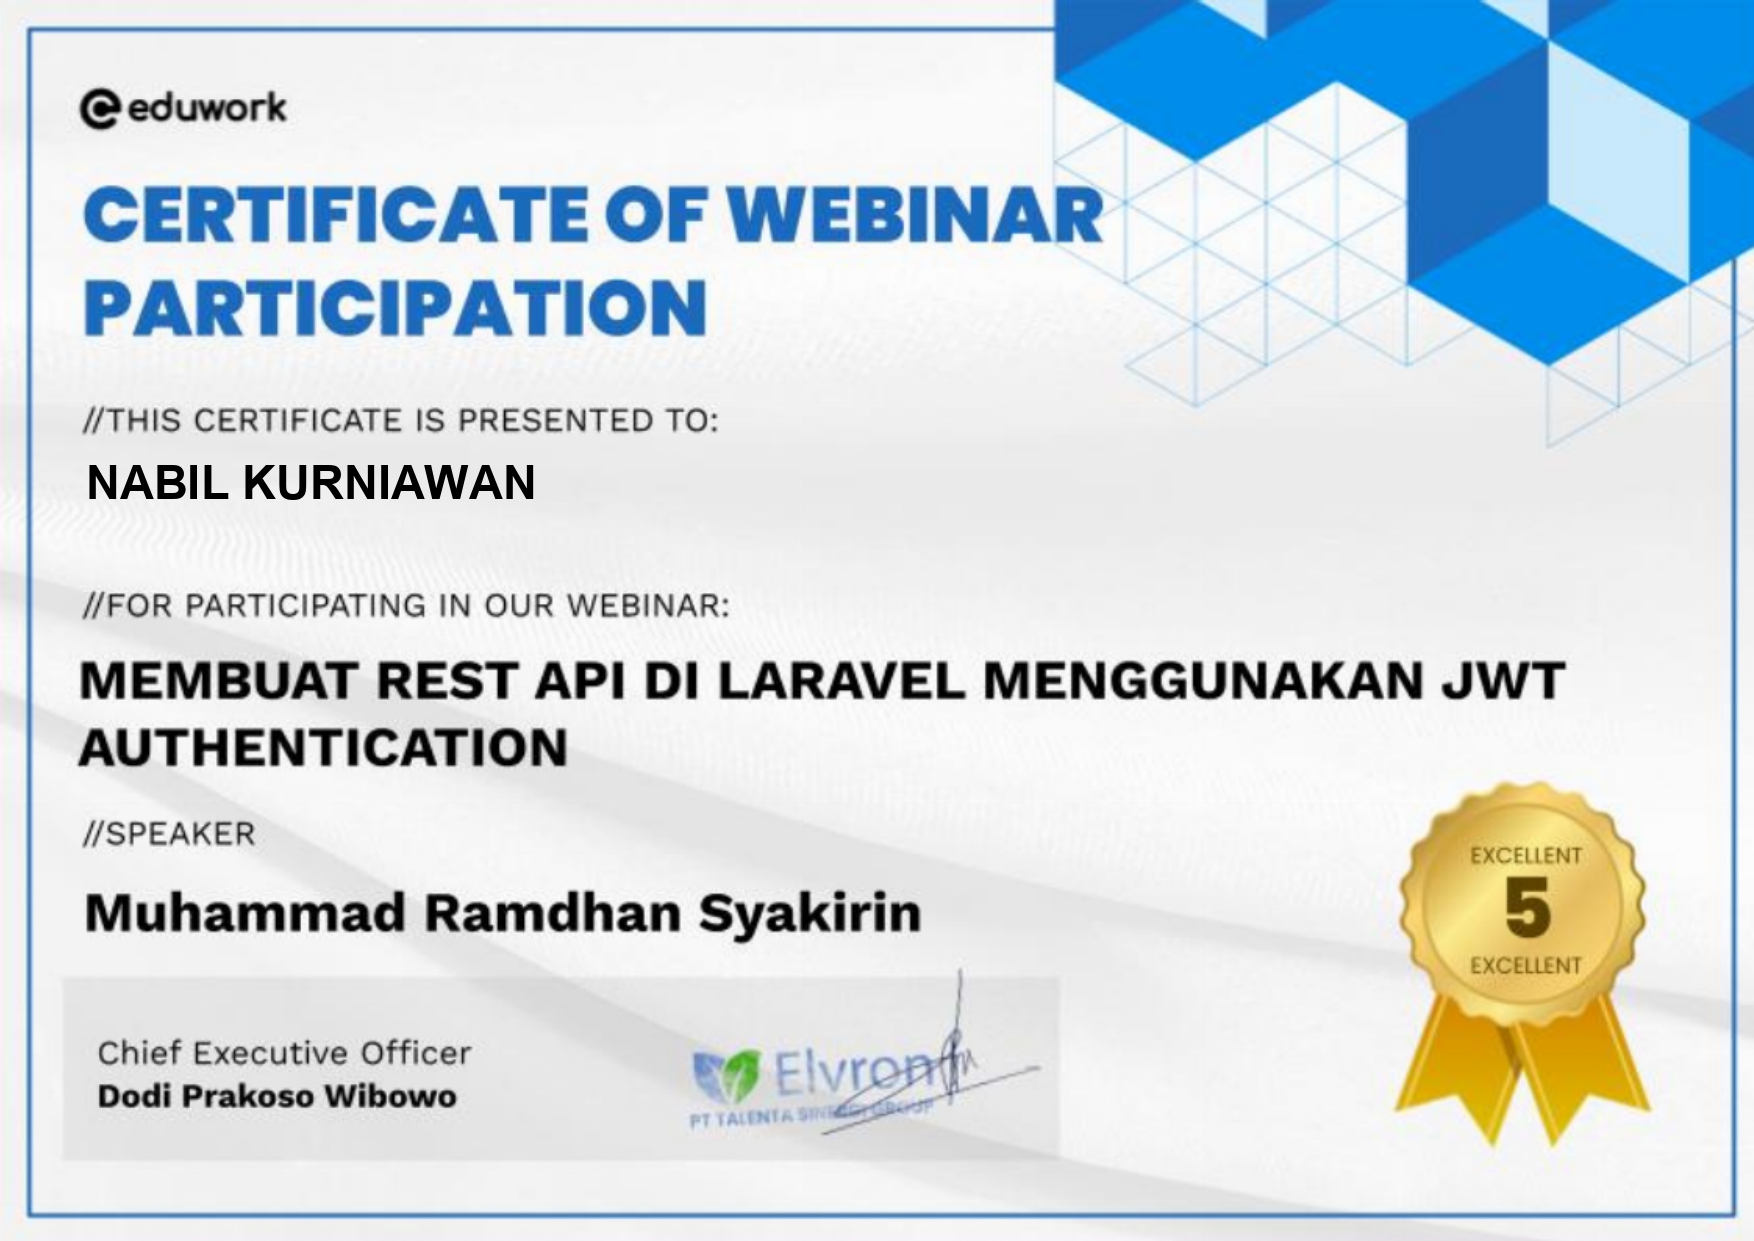 eduwork
CERTIFICATE OF WEBINAR
PARTICIPATION
//THIS CERTIFICATE IS PRESENTED TO:
NABIL KURNIAWAN
//FOR PARTICIPATING IN OUR WEBINAR:
MEMBUAT REST API DI LARAVEL MENGGUNAKAN JWT
AUTHENTICATION
//SPEAKER
Muhammad Ramdhan Syakirin
EXCELLENT
5
EXCELLENT
Chief Executive Officer
Dodi Prakoso Wibowo
Elvron
PT TALENTA SINERGI GROUP